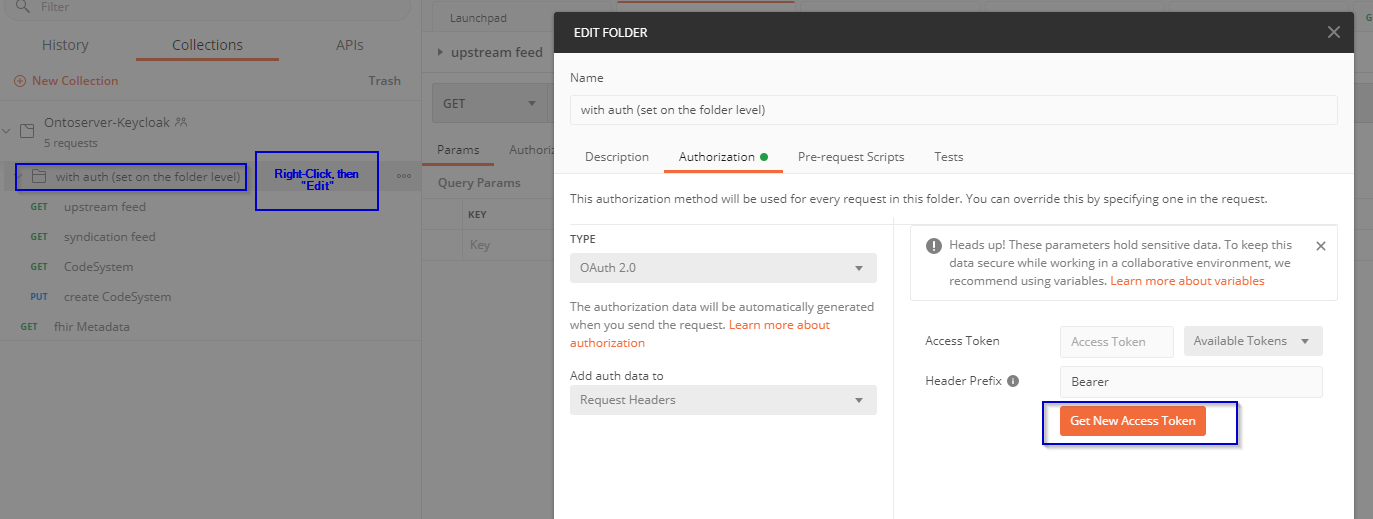 Filter
History
Collections
APIs
New Collection
Trash
Ontoserver-Keycloak
5 requests
with auth (set on the folder level)
Right-Click, then
"Edit"
GET upstream feed
GET syndication feed
GET CodeSystem
PUT create CodeSystem
GET fhir Metadata
Launchpad
upstream feed
GET
Params
Query Params
KEY
Key
EDIT FOLDER
Name
with auth (set on the folder level)
Description
Authorization
Pre-request Scripts
Tests
This authorization method will be used for every request in this folder. You can override this by specifying one in the request.
TYPE
OAuth 2.0
The authorization data will be automatically generated
when you send the request. Learn more about
authorization
Add auth data to
Request Headers
Heads up! These parameters hold sensitive data. To keep this
data secure while working in a collaborative environment, we
recommend using variables. Learn more about variables
Access Token
Access Token
Available Tokens
Header Prefix
Bearer
Get New Access Token